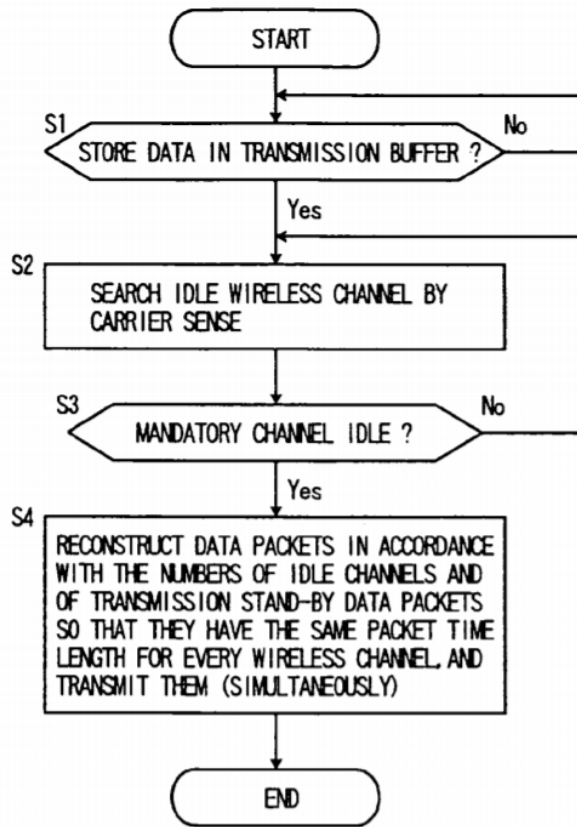 START
S1
No
STORE DATA IN TRANSMISSION BUFFER ?
Yes
S2
SEARCH IDLE WIRELESS CHANNEL BY
CARRIER SENSE
S3
No
MANDATORY CHANNEL IDLE ?
Yes
S4
RECONSTRUCT DATA PACKETS IN ACCORDANCE
WITH THE NUMBERS OF IDLE CHANNELS AND
OF TRANSMISSION STAND-BY DATA PACKETS
SO THAT THEY HAVE THE SAME PACKET TIME
LENGTH FOR EVERY WIRELESS CHANNEL, AND
TRANSMIT THEM (SIMULTANEOUSLY)
END